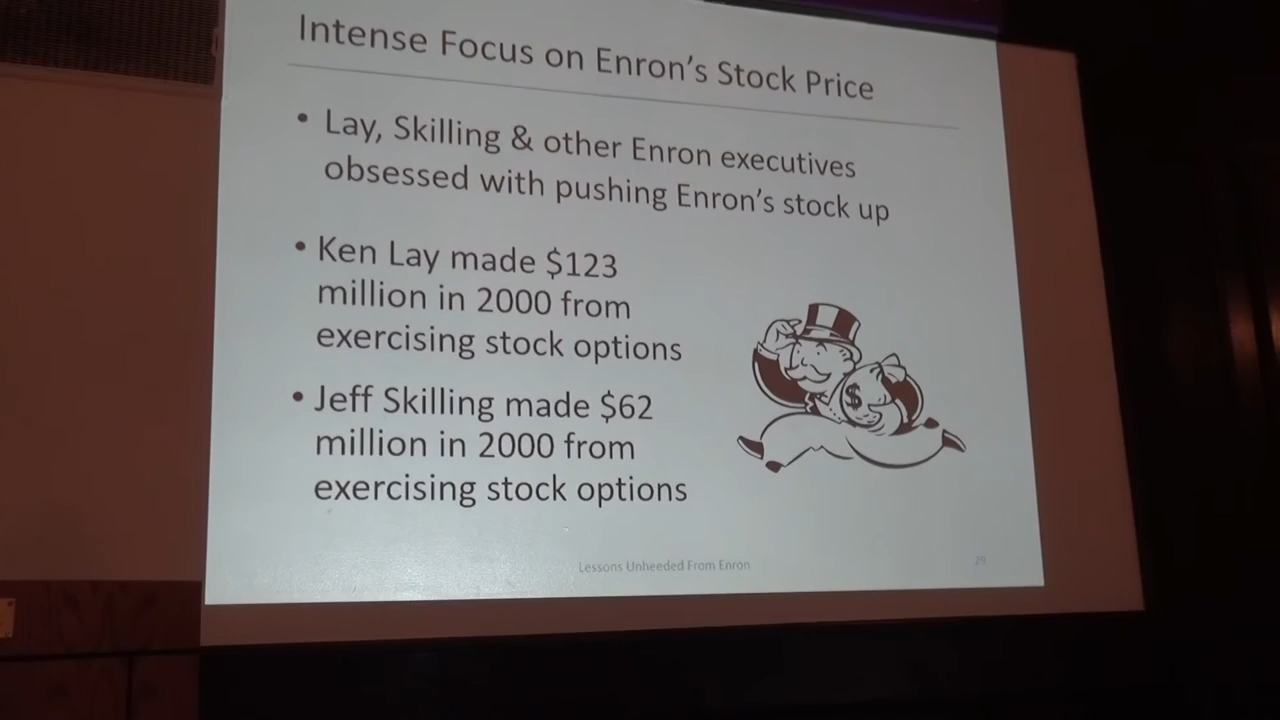 Intense Focus on Enron's Stock Price
• Lay, Skilling & other Enron executives
obsessed with pushing Enron's stock up
• Ken Lay made $123
million in 2000 from
exercising stock options
• Jeff Skilling made $62
million in 2000 from
exercising stock options
$
Lessons Unheeded From Enron
29